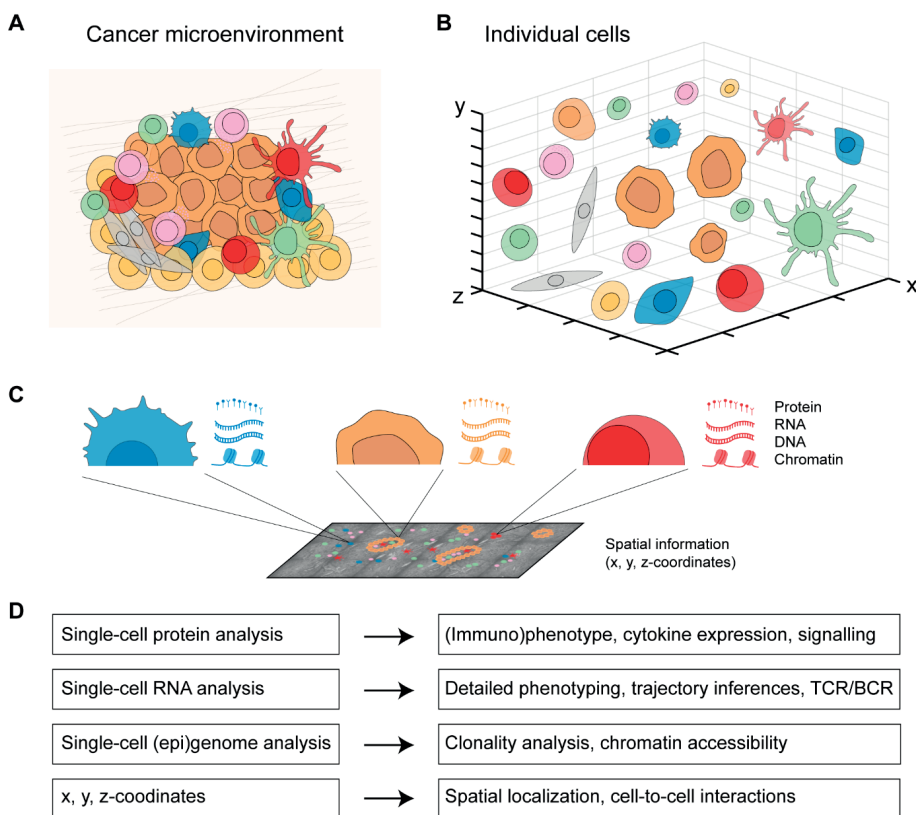 A
Cancer microenvironment
B
Individual cells
y
z
x
C
Protein
RNA
DNA
Chromatin
Spatial information
(x, y, z-coordinates)
D
Single-cell protein analysis
(Immuno)phenotype, cytokine expression, signalling
Single-cell RNA analysis
Detailed phenotyping, trajectory inferences, TCR/BCR
Single-cell (epi)genome analysis
Clonality analysis, chromatin accessibility
x, y, z-coodinates
Spatial localization, cell-to-cell interactions